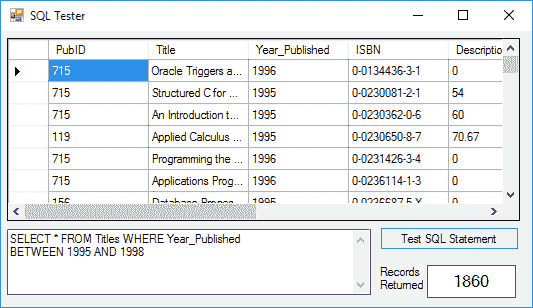 SQL Tester
PubID Title Year_Published ISBN Description
715 Oracle Triggers a... 1996 0-0134436-3-1 0
715 Structured C for ... 1995 0-0230081-2-1 54
715 An Introduction t... 1995 0-0230362-0-6 60
119 Applied Calculus ... 1995 0-0230650-8-7 70.67
715 Programming the ... 1996 0-0231426-3-4 0
715 Applications Prog... 1996 0-0236114-1-3 0
SELECT * FROM Titles WHERE Year_Published
BETWEEN 1995 AND 1998
Test SQL Statement
Records
Returned
1860